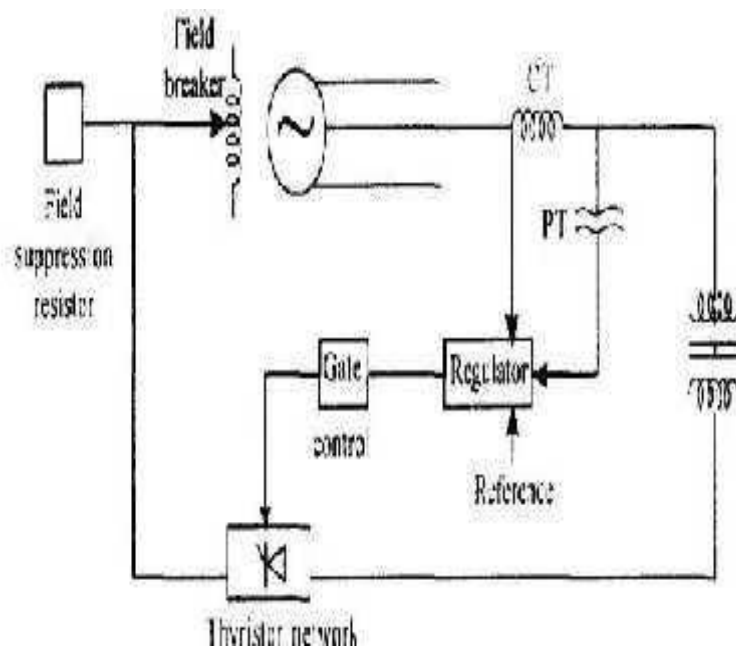 Field
breaker
CT
Field
suppression
resistor
PT
Gate
control
Regulator
Reference
Thyristor network